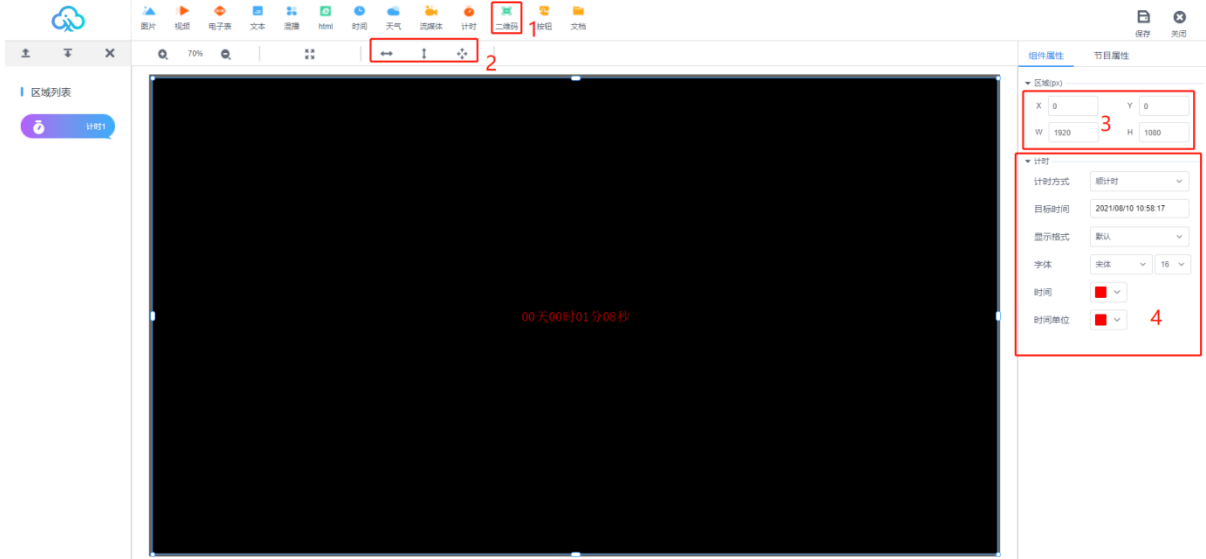 图片 视频 电子表 文本 混播 html 时间 天气 流媒体 计时 二维码 按钮 文档
1
保存 关闭
70%
2
组件属性 节目属性
区域列表
计时1
区域(px)
X 0 Y 0
3
W 1920 H 1080
计时
计时方式 顺计时
目标时间 2021/08/10 10:58:17
显示格式 默认
字体 宋体 16
时间
00天00时01分08秒
时间单位
4